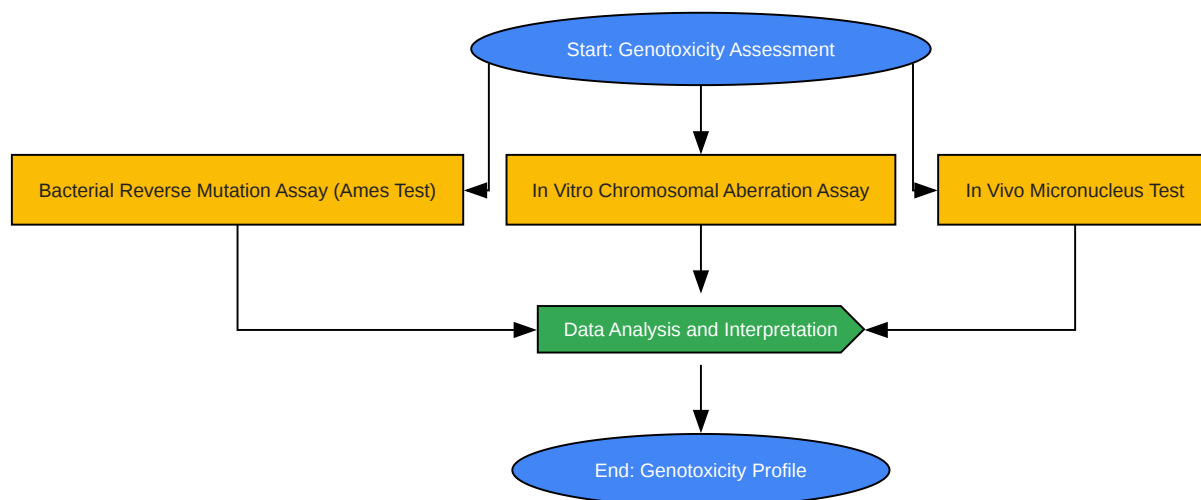 Start: Genotoxicity Assessment
Bacterial Reverse Mutation Assay (Ames Test)
In Vitro Chromosomal Aberration Assay
In Vivo Micronucleus Test
Data Analysis and Interpretation
End: Genotoxicity Profile